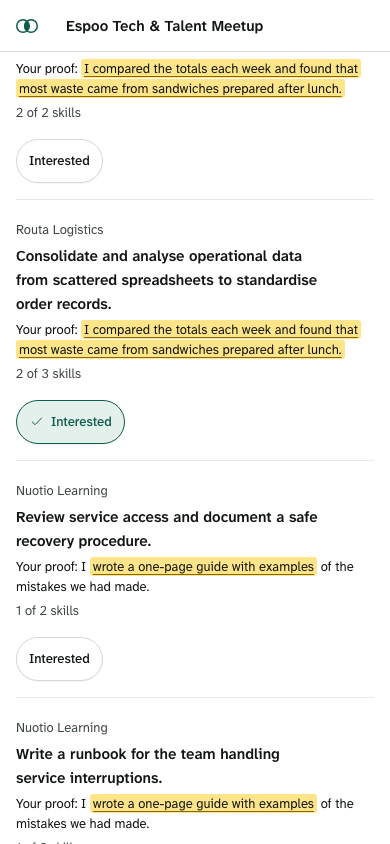 Espoo Tech & Talent Meetup
Your proof: I compared the totals each week and found that
most waste came from sandwiches prepared after lunch.
2 of 2 skills
Interested
Routa Logistics
Consolidate and analyse operational data
from scattered spreadsheets to standardise
order records.
Your proof: I compared the totals each week and found that
most waste came from sandwiches prepared after lunch.
2 of 3 skills
Interested
Nuotio Learning
Review service access and document a safe
recovery procedure.
Your proof: I wrote a one-page guide with examples of the
mistakes we had made.
1 of 2 skills
Interested
Nuotio Learning
Write a runbook for the team handling
service interruptions.
Your proof: I wrote a one-page guide with examples of the
mistakes we had made.